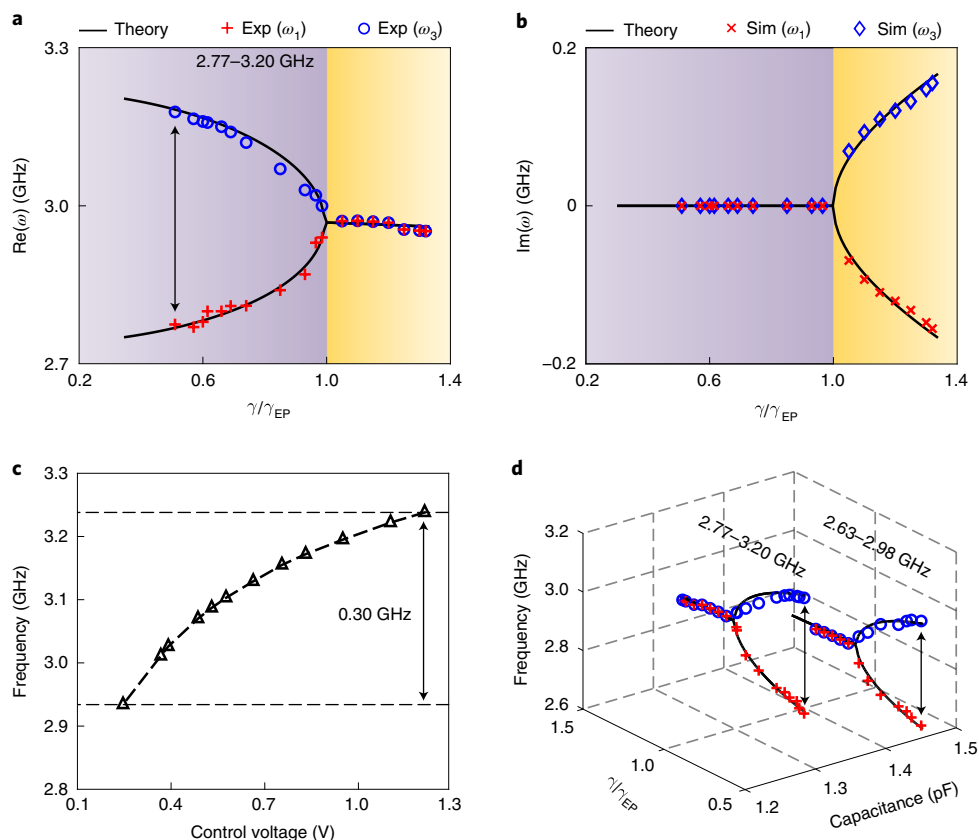 a
Theory Exp (ω1) Exp (ω3)
3.3
3.0
2.7
Re(ω) (GHz)
2.77–3.20 GHz
0.2 0.6 1.0 1.4
γ/γEP
b
Theory Sim (ω1) Sim (ω3)
0.2
0
−0.2
Im(ω) (GHz)
0.2 0.6 1.0 1.4
γ/γEP
c
3.3
3.2
3.1
3.0
2.9
2.8
Frequency (GHz)
0.30 GHz
0.1 0.4 0.7 1.0 1.3
Control voltage (V)
d
3.2
3.0
2.8
2.6
Frequency (GHz)
2.77–3.20 GHz
2.63–2.98 GHz
1.5
1.0
0.5
γ/γEP
1.2
1.3
1.4
1.5
Capacitance (pF)